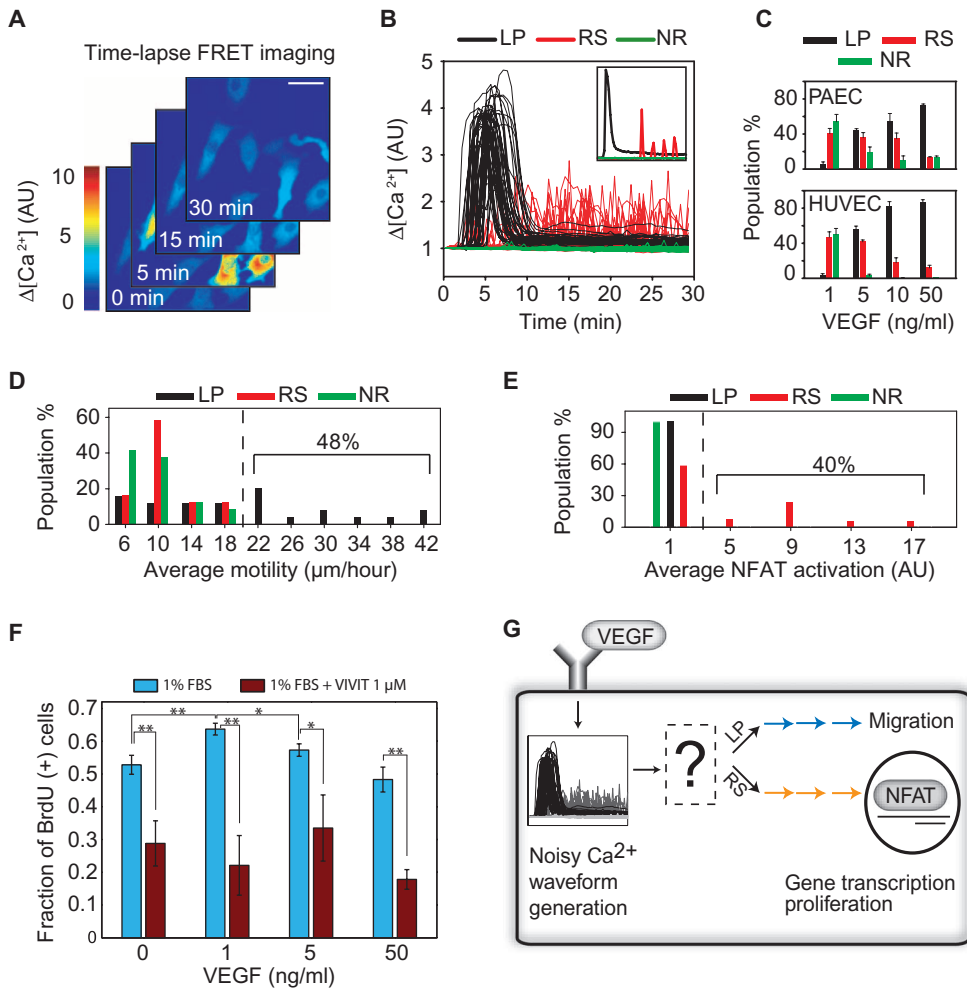 A
Time-lapse FRET imaging
Δ[Ca 2+] (AU)
10
5
0
30 min
15 min
5 min
0 min
B
LP RS NR
Δ[Ca 2+] (AU)
5
4
3
2
1
0 5 10 15 20 25 30
Time (min)
C
LP RS
NR
Population %
PAEC
80
40
0
HUVEC
80
40
0
1 5 10 50
VEGF (ng/ml)
D
LP RS NR
Population %
60
40
20
0
48%
6 10 14 18 22 26 30 34 38 42
Average motility (μm/hour)
E
LP RS NR
Population %
90
60
30
0
40%
1 5 9 13 17
Average NFAT activation (AU)
F
1% FBS 1% FBS + VIVIT 1 μM
Fraction of BrdU (+) cells
0.7
0.6
0.5
0.4
0.3
0.2
0.1
0
** *
** ** * **
0 1 5 50
VEGF (ng/ml)
G
VEGF
?
LP
Migration
RS
NFAT
Noisy Ca2+
waveform
generation
Gene transcription
proliferation